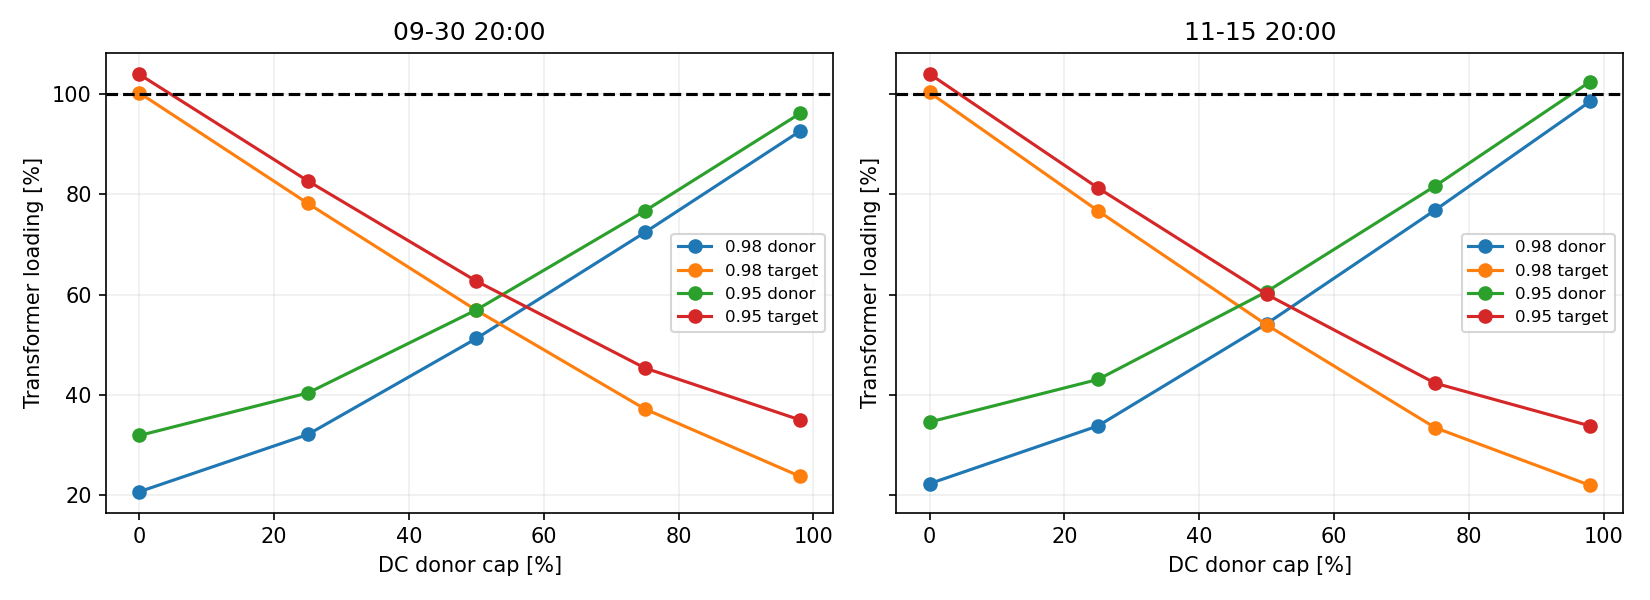 09-30 20:00
Transformer loading [%]
100
80
60
40
20
0.98 donor
0.98 target
0.95 donor
0.95 target
0 20 40 60 80 100
DC donor cap [%]
11-15 20:00
Transformer loading [%]
0.98 donor
0.98 target
0.95 donor
0.95 target
0 20 40 60 80 100
DC donor cap [%]